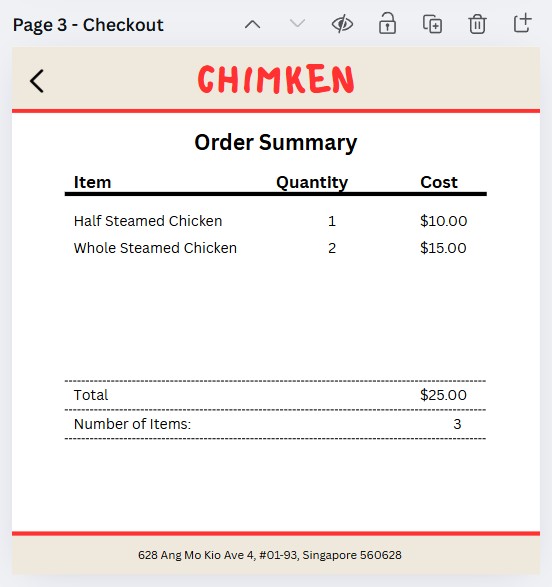 Page 3 - Checkout
CHIMKEN
Order Summary
Item Quantity Cost
Half Steamed Chicken 1 $10.00
Whole Steamed Chicken 2 $15.00
Total $25.00
Number of Items: 3
628 Ang Mo Kio Ave 4, #01-93, Singapore 560628